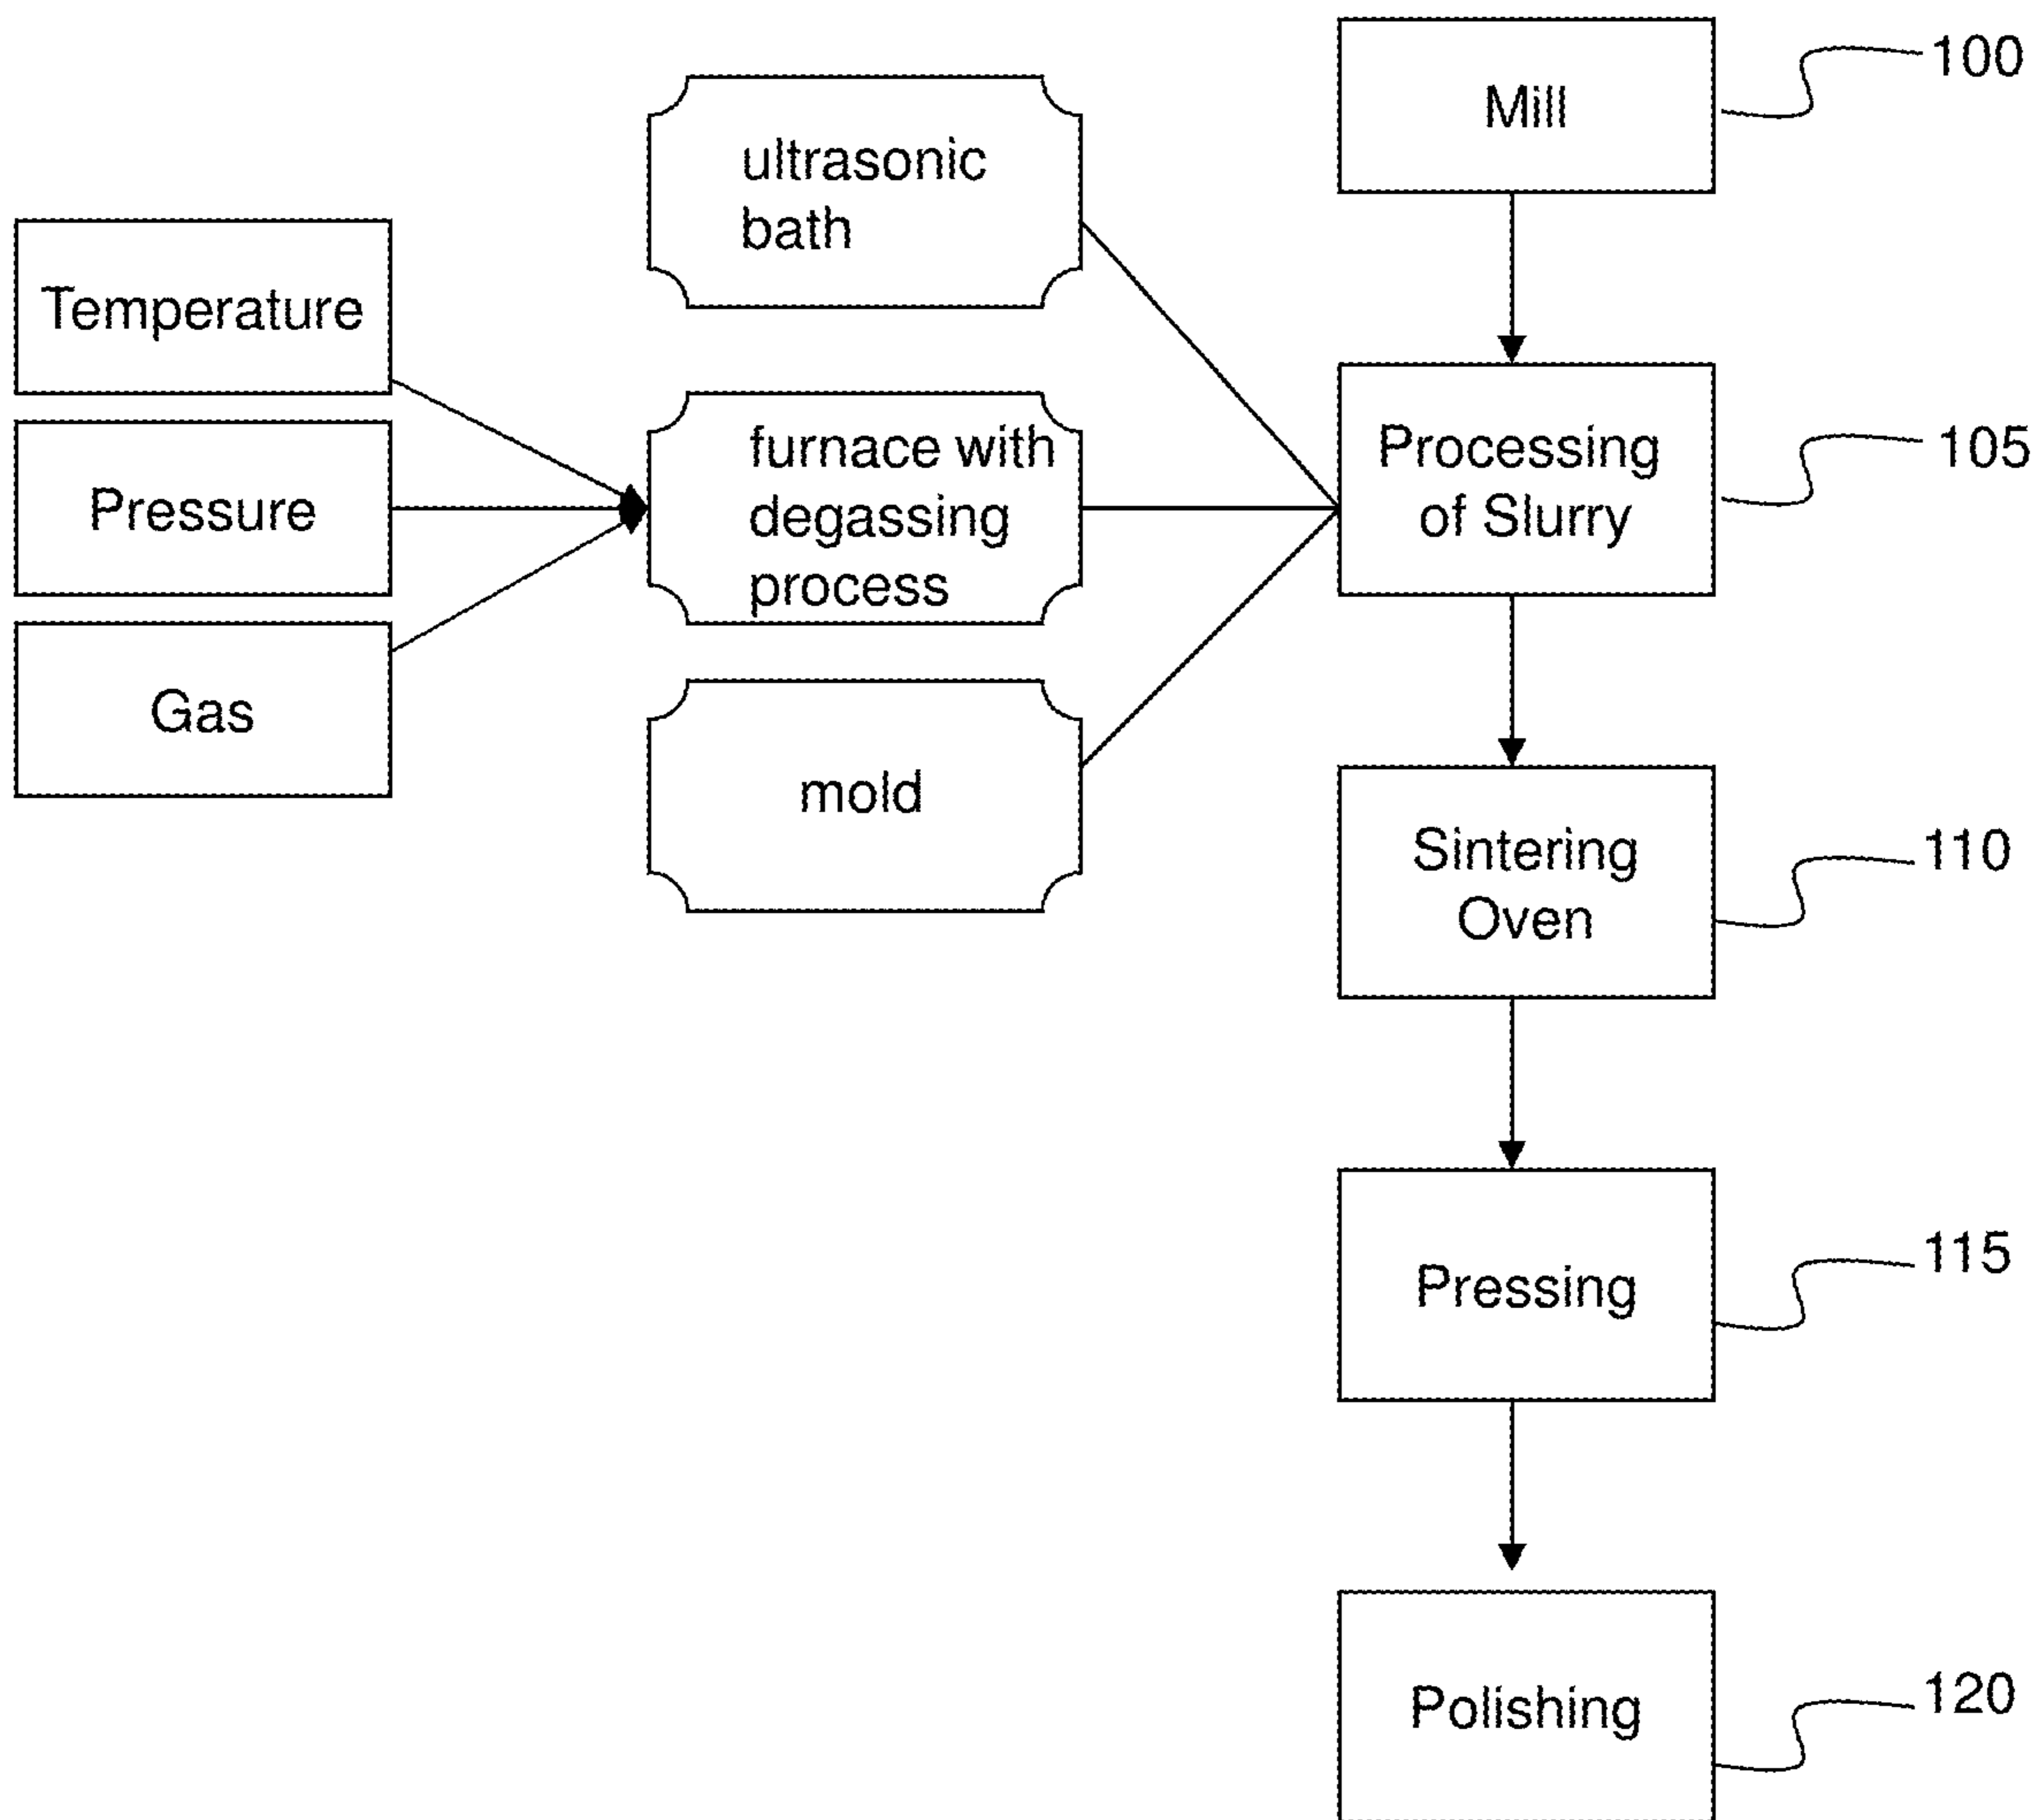 Mill
100
ultrasonic
bath
Temperature
Pressure
Gas
furnace with
degassing
process
mold
Processing
of Slurry
105
Sintering
Oven
110
Pressing
115
Polishing
120